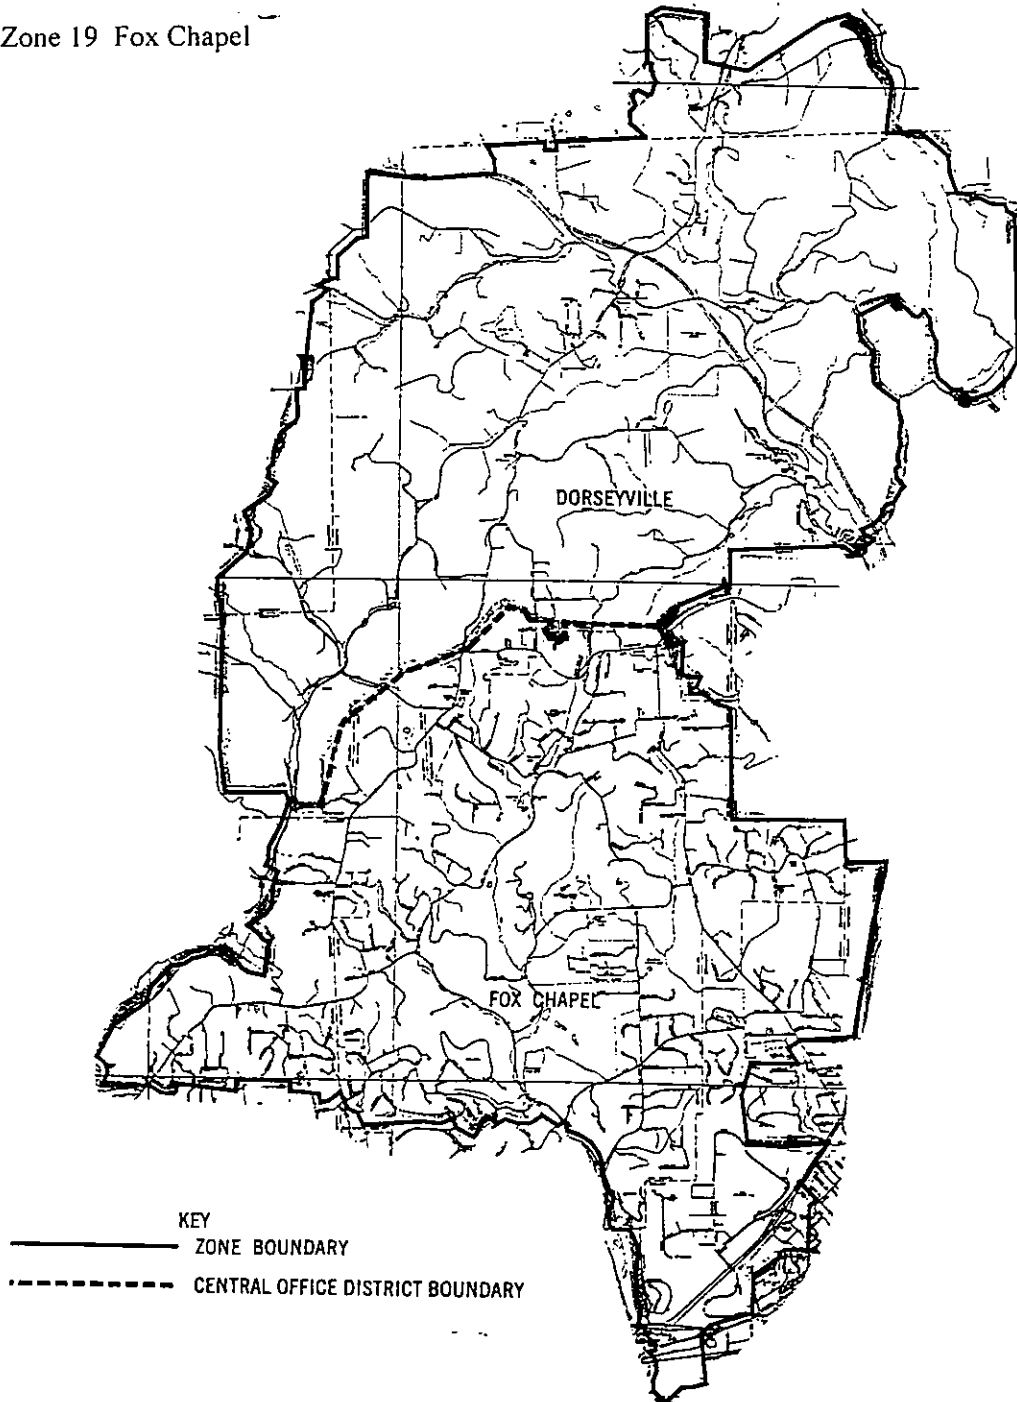 Zone 19 Fox Chapel
DORSEYVILLE
FOX CHAPEL
KEY
ZONE BOUNDARY
CENTRAL OFFICE DISTRICT BOUNDARY